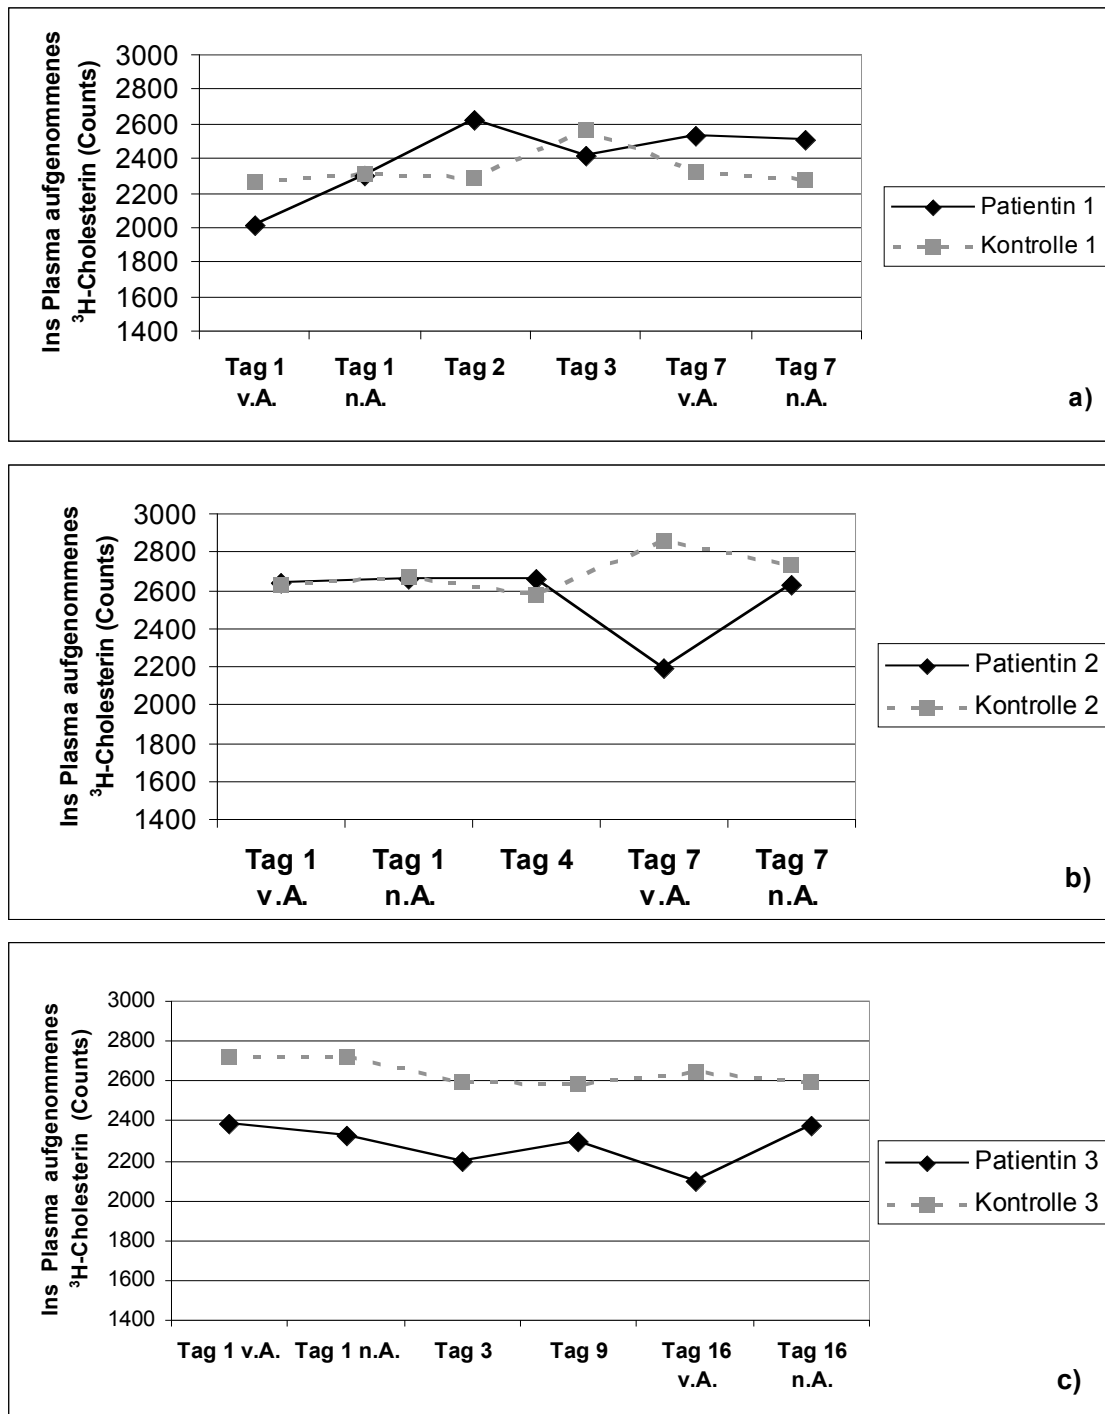 Ins Plasma aufgenommenes
³H-Cholesterin (Counts)
3000
2800
2600
2400
2200
2000
1800
1600
1400
Tag 1 v.A.
Tag 1 n.A.
Tag 2
Tag 3
Tag 7 v.A.
Tag 7 n.A.
Patientin 1
Kontrolle 1
a)
Ins Plasma aufgenommenes
³H-Cholesterin (Counts)
3000
2800
2600
2400
2200
2000
1800
1600
1400
Tag 1 v.A.
Tag 1 n.A.
Tag 4
Tag 7 v.A.
Tag 7 n.A.
Patientin 2
Kontrolle 2
b)
Ins Plasma aufgenommenes
³H-Cholesterin (Counts)
3000
2800
2600
2400
2200
2000
1800
1600
1400
Tag 1 v.A.
Tag 1 n.A.
Tag 3
Tag 9
Tag 16 v.A.
Tag 16 n.A.
Patientin 3
Kontrolle 3
c)